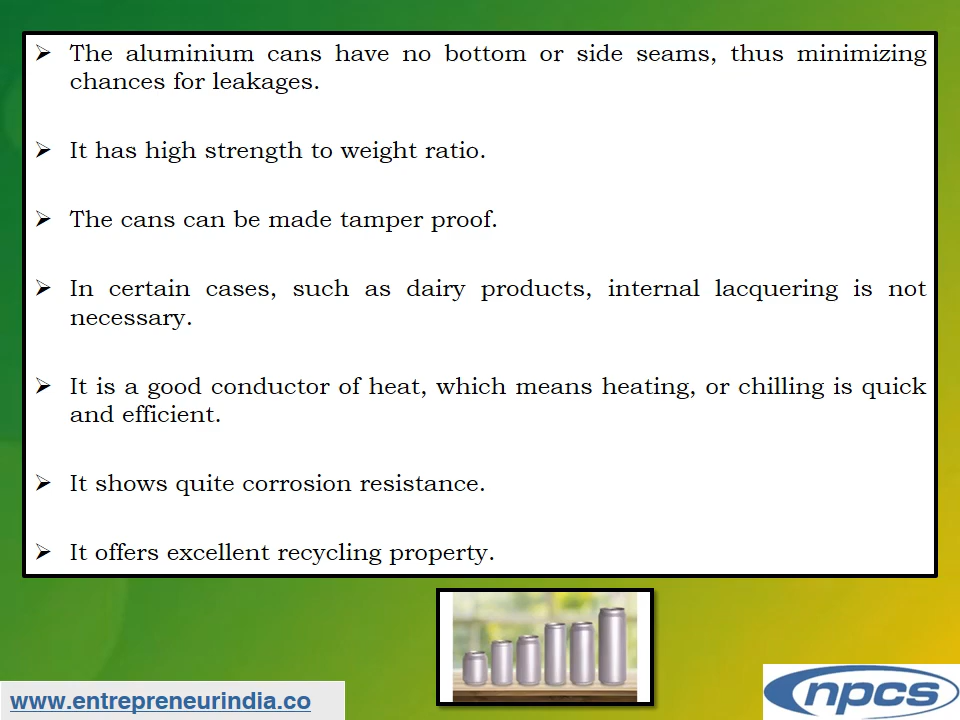 ➢ The aluminium cans have no bottom or side seams, thus minimizing
chances for leakages.
➢ It has high strength to weight ratio.
➢ The cans can be made tamper proof.
➢ In certain cases, such as dairy products, internal lacquering is not
necessary.
➢ It is a good conductor of heat, which means heating, or chilling is quick
and efficient.
➢ It shows quite corrosion resistance.
➢ It offers excellent recycling property.
www.entrepreneurindia.co
npcs